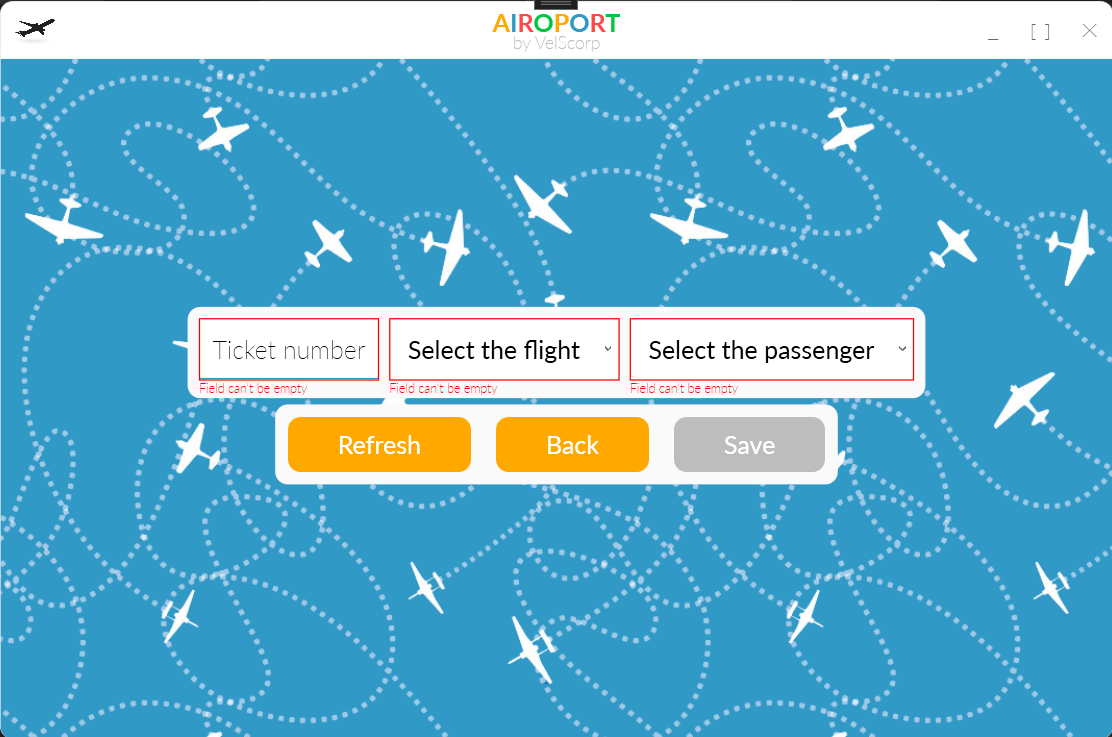 AIROPORT
by VelScorp
Ticket number
Select the flight
Select the passenger
Field can't be empty
Field can't be empty
Field can't be empty
Refresh
Back
Save